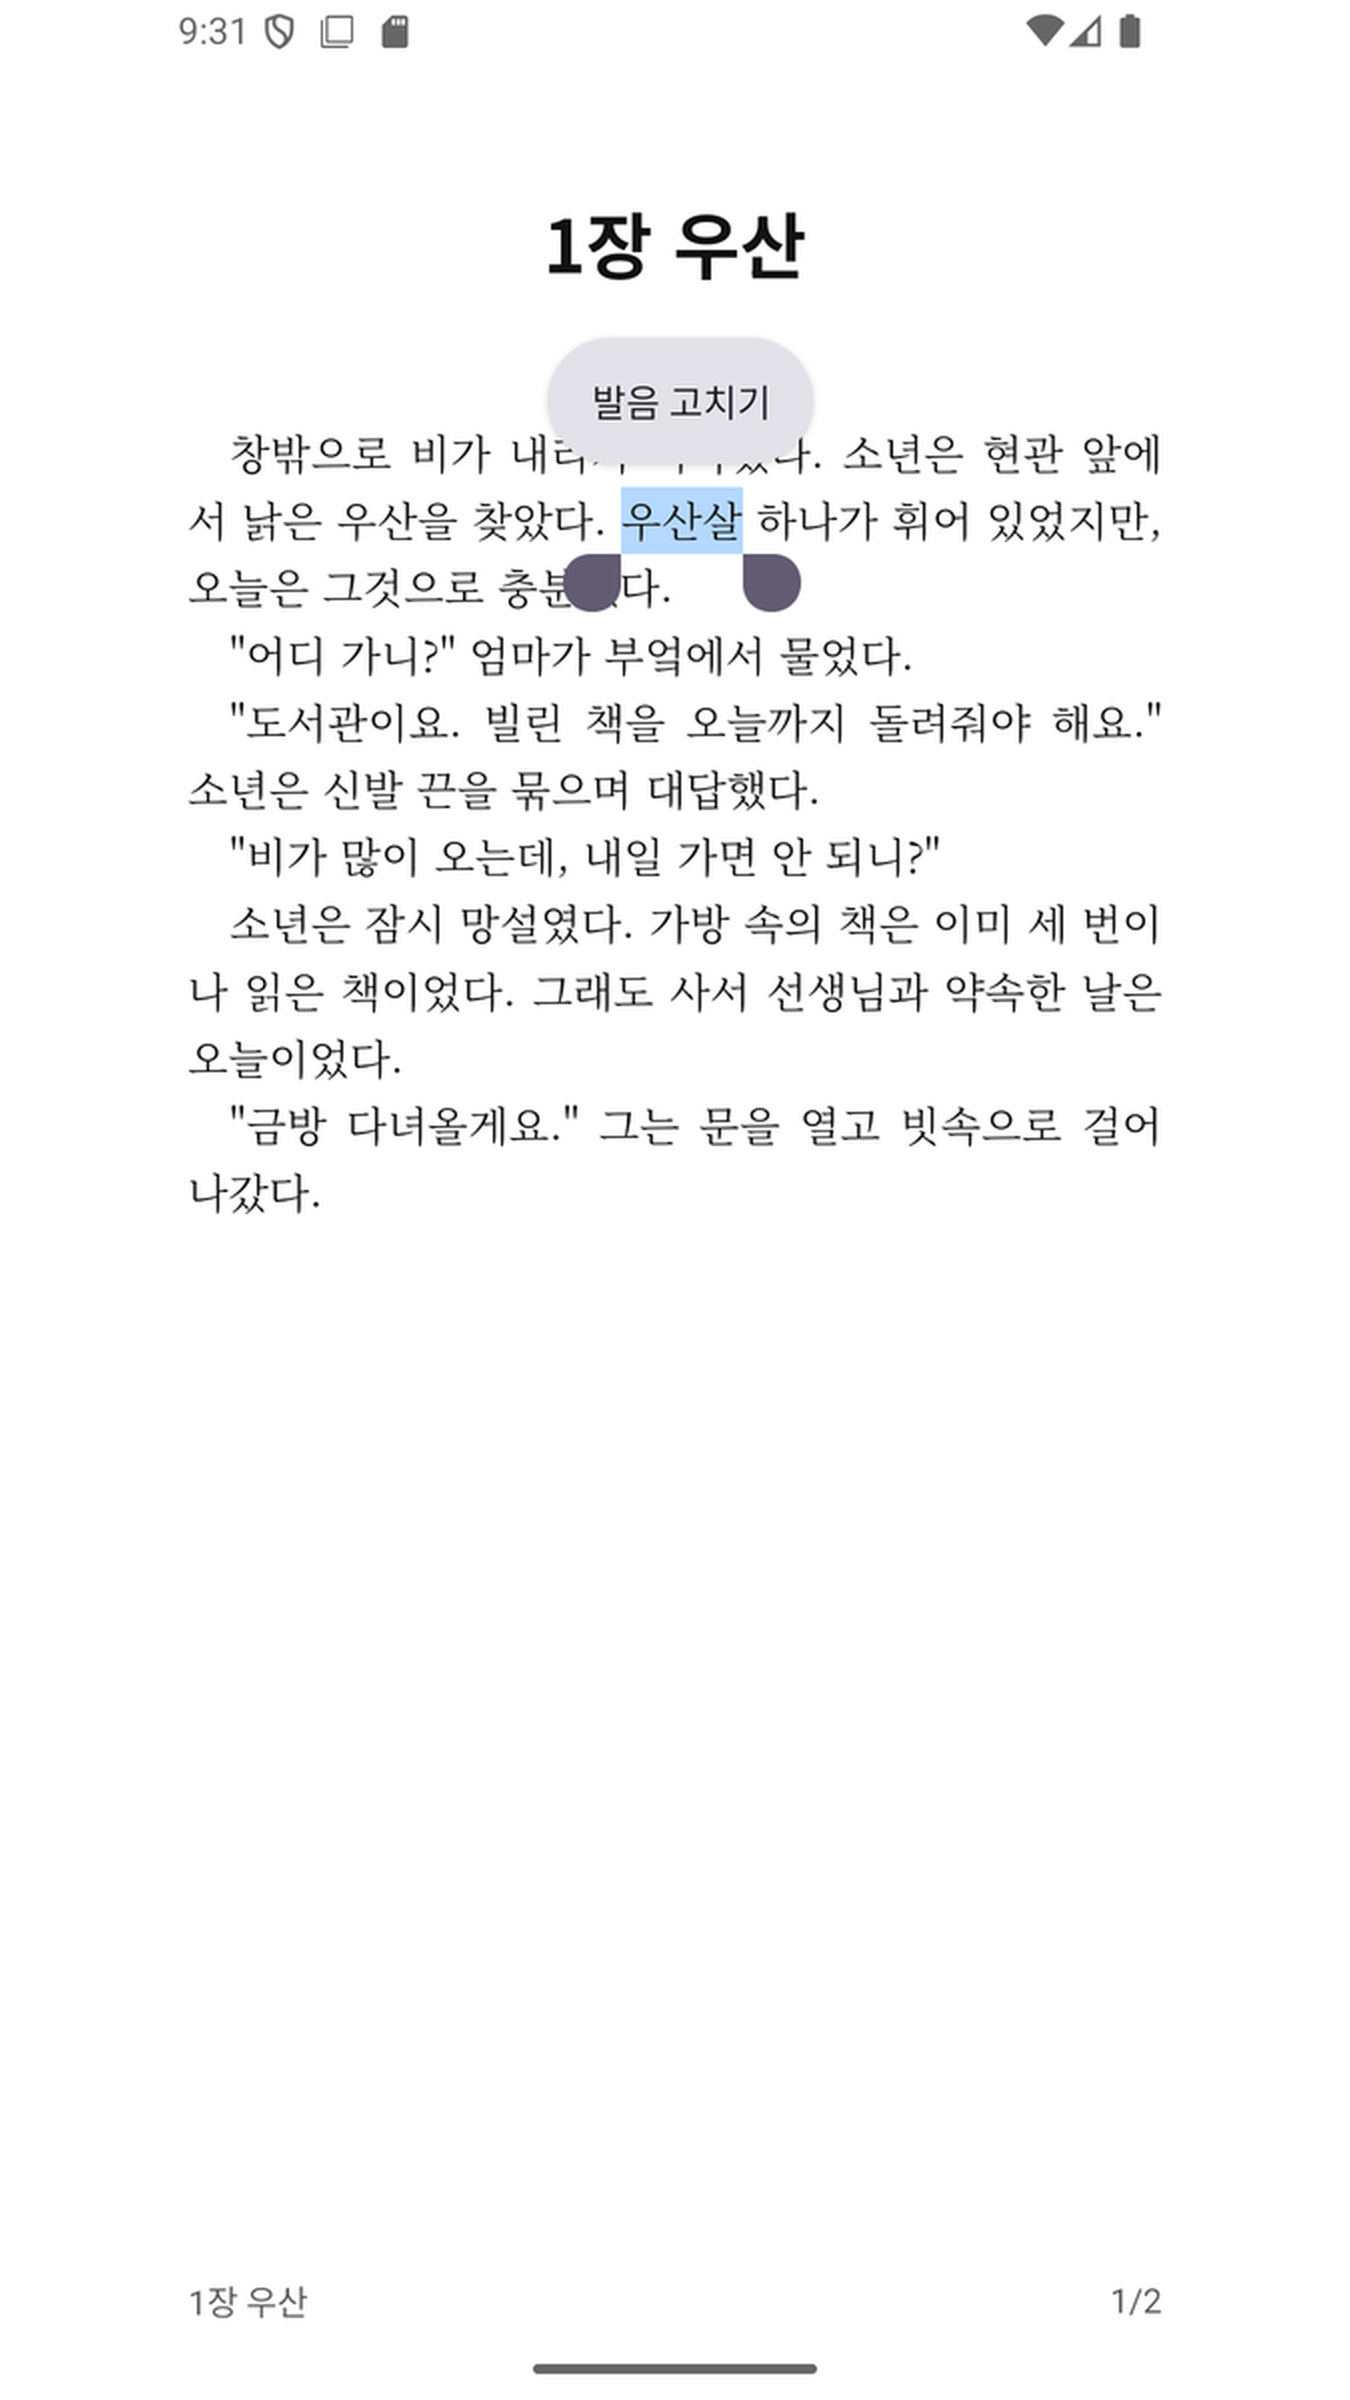 9:31
1장 우산
발음 고치기
창밖으로 비가 소년은 현관 앞에
서 낡은 우산을 찾았다. 우산살 하나가 휘어 있었지만,
오늘은 그것으로
"어디 가니?" 엄마가 부엌에서 물었다.
"도서관이요. 빌린 책을 오늘까지 돌려줘야 해요."
소년은 신발 끈을 묶으며 대답했다.
"비가 많이 오는데, 내일 가면 안 되니?"
소년은 잠시 망설였다. 가방 속의 책은 이미 세 번이
나 읽은 책이었다. 그래도 사서 선생님과 약속한 날은
오늘이었다.
"금방 다녀올게요." 그는 문을 열고 빗속으로 걸어
나갔다.
1장 우산
1/2